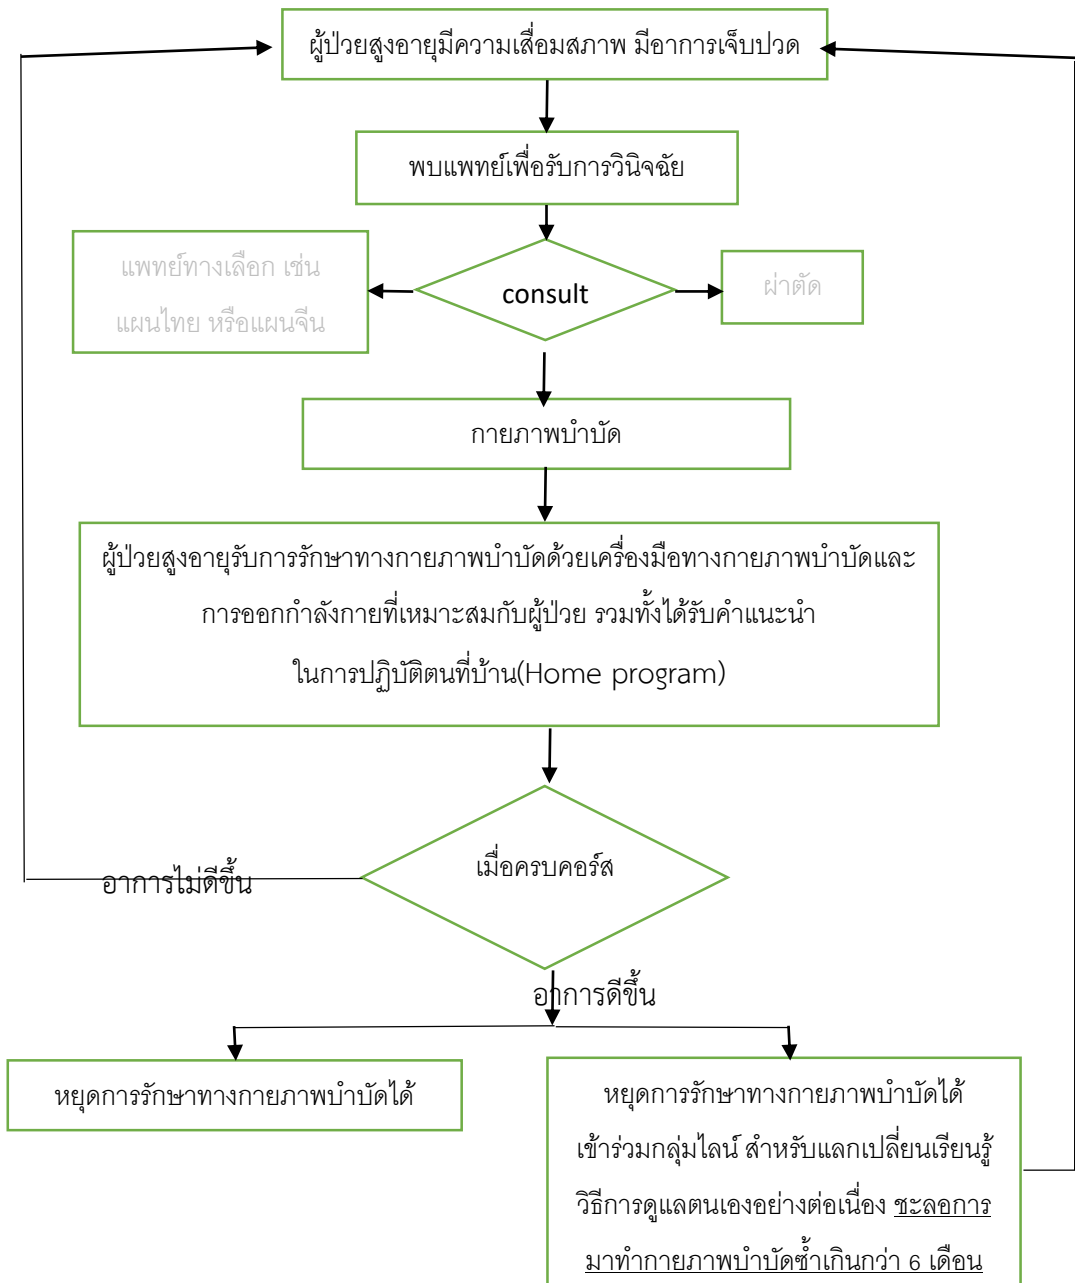 ผู้ป่วยสูงอายุมีความเสื่อมสภาพ มีอาการเจ็บปวด
พบแพทย์เพื่อรับการวินิจฉัย
แพทย์ทางเลือก เช่น
แผนไทย หรือแผนจีน
consult
ผ่าตัด
กายภาพบำบัด
ผู้ป่วยสูงอายุรับการรักษาทางกายภาพบำบัดด้วยเครื่องมือทางกายภาพบำบัดและ
การออกกำลังกายที่เหมาะสมกับผู้ป่วย รวมทั้งได้รับคำแนะนำ
ในการปฏิบัติตนที่บ้าน(Home program)
เมื่อครบคอร์ส
อาการไม่ดีขึ้น
อาการดีขึ้น
หยุดการรักษาทางกายภาพบำบัดได้
หยุดการรักษาทางกายภาพบำบัดได้
เข้าร่วมกลุ่มไลน์ สำหรับแลกเปลี่ยนเรียนรู้
วิธีการดูแลตนเองอย่างต่อเนื่อง ชะลอการ
มาทำกายภาพบำบัดซ้ำเกินกว่า 6 เดือน